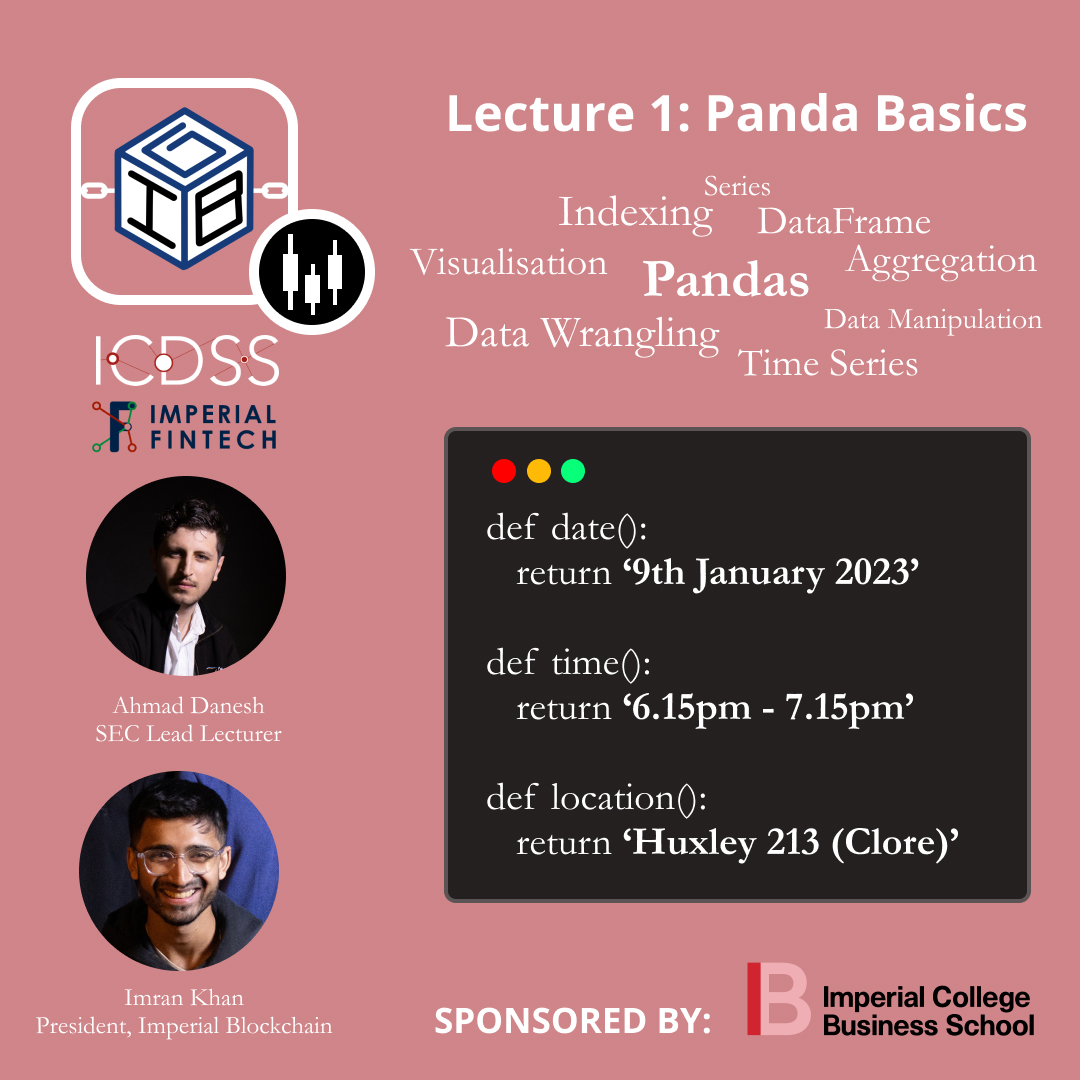 Lecture 1: Panda Basics
G
I B
Series
Indexing
DataFrame
Visualisation
Aggregation
Pandas
Data Manipulation
Data Wrangling
Time Series
ICDSS
F IMPERIAL
FINTECH
Ahmad Danesh
SEC Lead Lecturer
Imran Khan
President, Imperial Blockchain
def date():
return ‘9th January 2023’
def time():
return ‘6.15pm - 7.15pm’
def location():
return ‘Huxley 213 (Clore)’
SPONSORED BY:
IB Imperial College
Business School